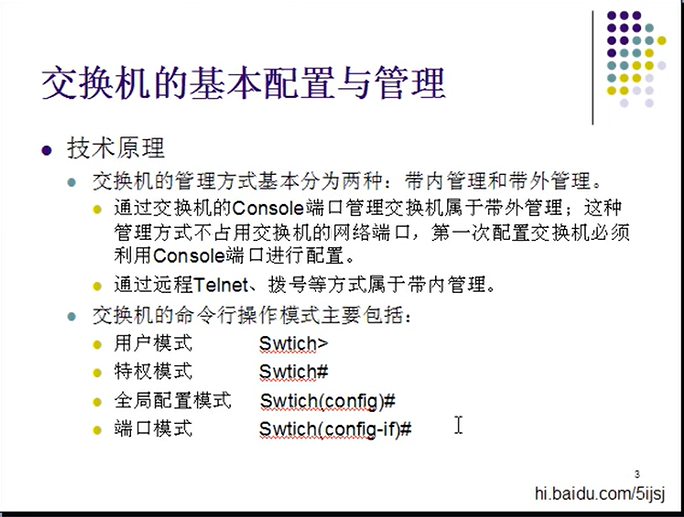 交换机的基本配置与管理
技术原理
交换机的管理方式基本分为两种：带内管理和带外管理。
通过交换机的Console端口管理交换机属于带外管理；这种
管理方式不占用交换机的网络端口，第一次配置交换机必须
利用Console端口进行配置。
通过远程Telnet、拨号等方式属于带内管理。
交换机的命令行操作模式主要包括：
用户模式 Swtich>
特权模式 Swtich#
全局配置模式 Swtich(config)#
端口模式 Swtich(config-if)#
3
hi.baidu.com/5ijsj